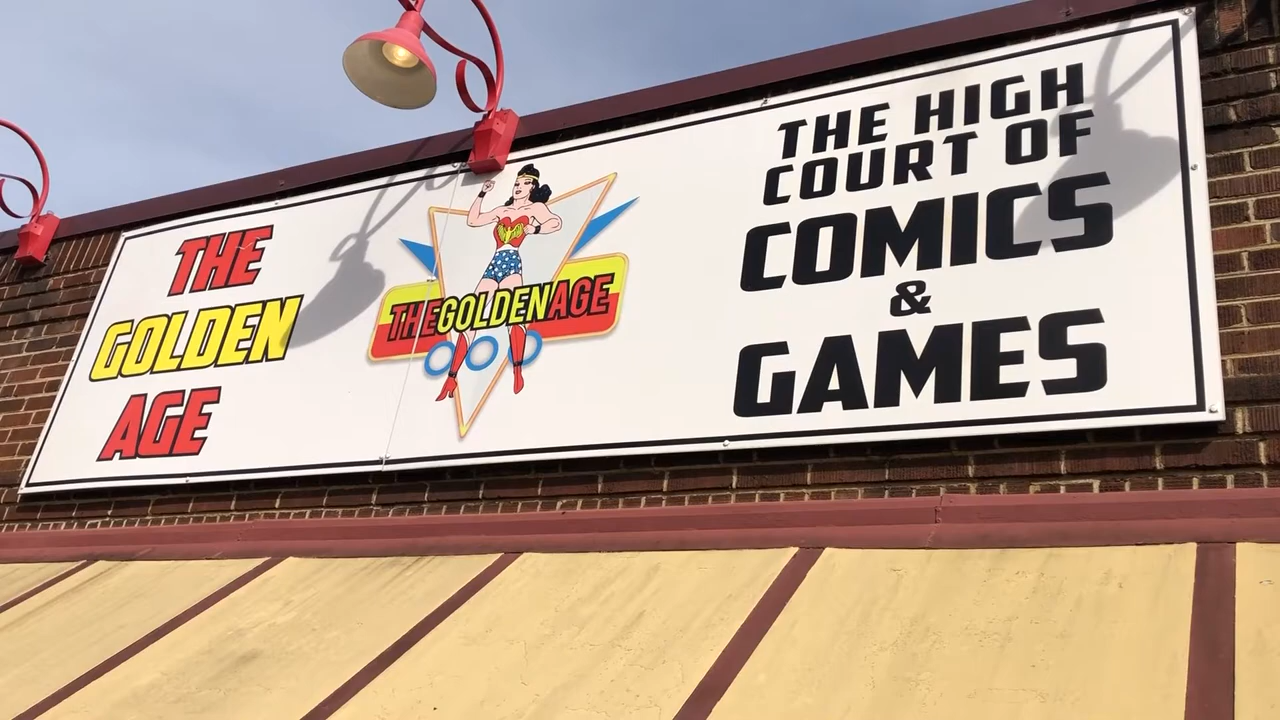 THE
GOLDEN
AGE
THEGOLDENAGE
THE HIGH
COURT OF
COMICS
&
GAMES